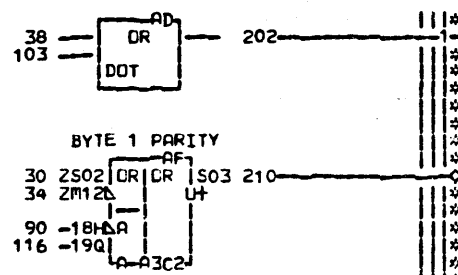 AD
38 OR 202 1
103
DOT
BYTE 1 PARITY
AF
30 ZS02 OR OR S03 210
34 ZM12 U+
90 -18H A
116 -19Q
A A3C2